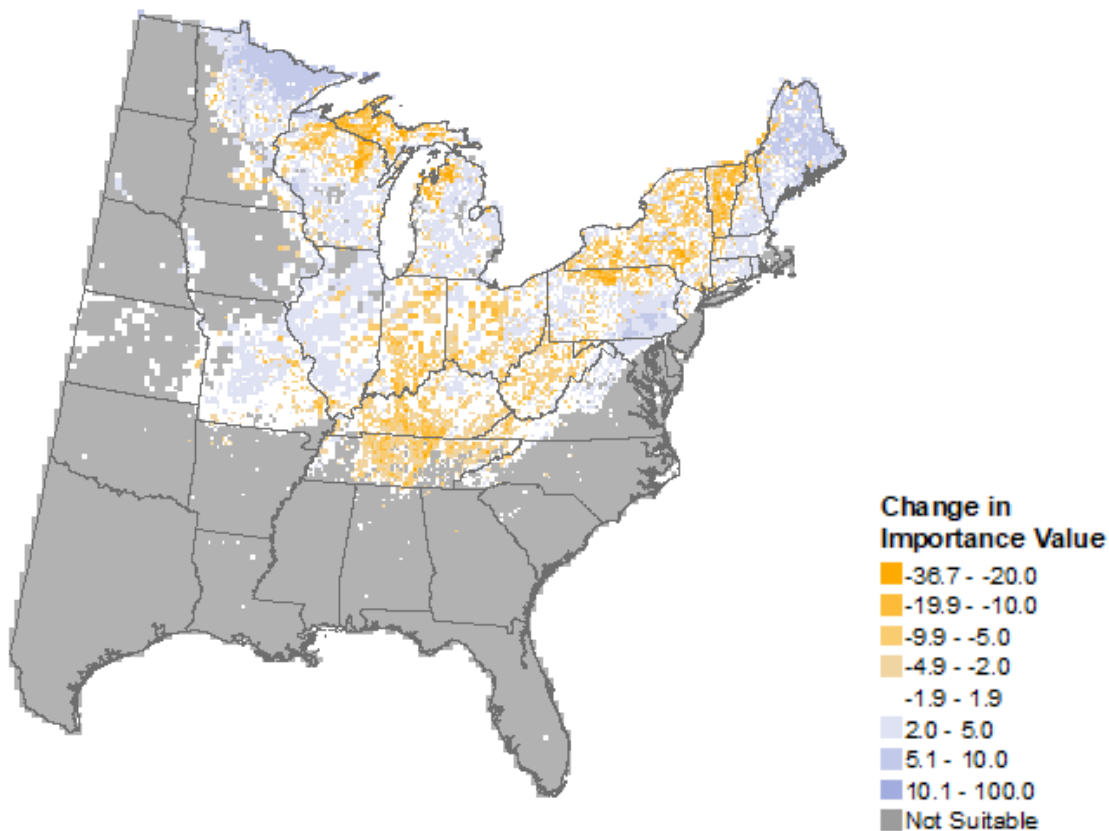 Change in
Importance Value
-36.7 - -20.0
-19.9 - -10.0
-9.9 - -5.0
-4.9 - -2.0
-1.9 - 1.9
2.0 - 5.0
5.1 - 10.0
10.1 - 100.0
Not Suitable